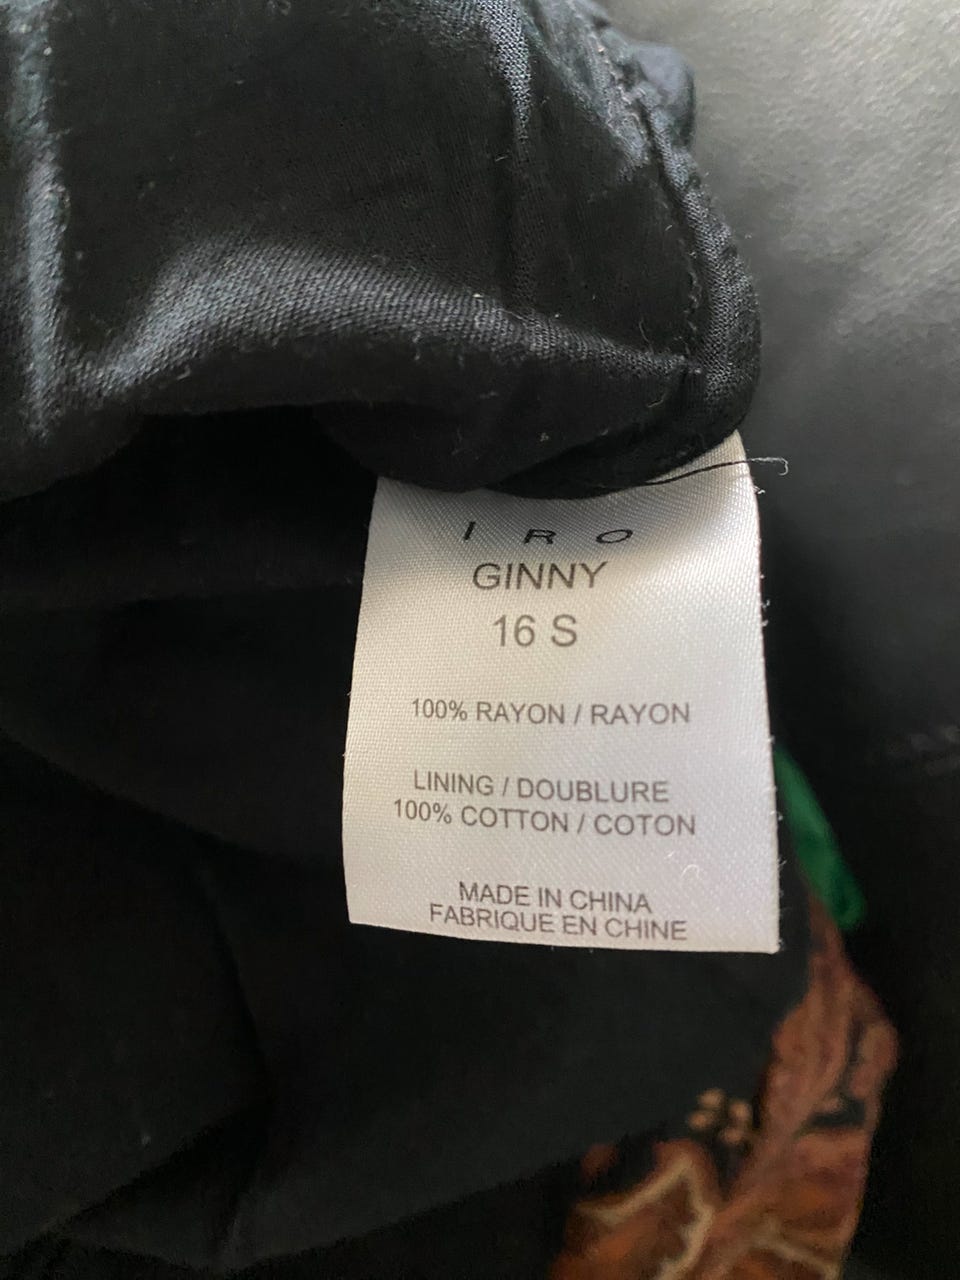 IRO
GINNY
16 S
100% RAYON / RAYON
LINING / DOUBLURE
100% COTTON / COTON
MADE IN CHINA
FABRIQUE EN CHINE